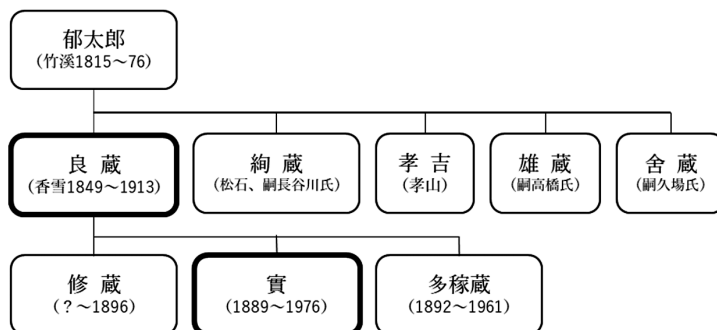 郁太郎
（竹溪1815～76）
良 蔵
（香雪1849～1913）
絢 蔵
（松石、嗣長谷川氏）
孝 吉
（孝山）
雄 蔵
（嗣高橋氏）
舍 蔵
（嗣久場氏）
修 蔵
（？～1896）
實
（1889～1976）
多稼蔵
（1892～1961）